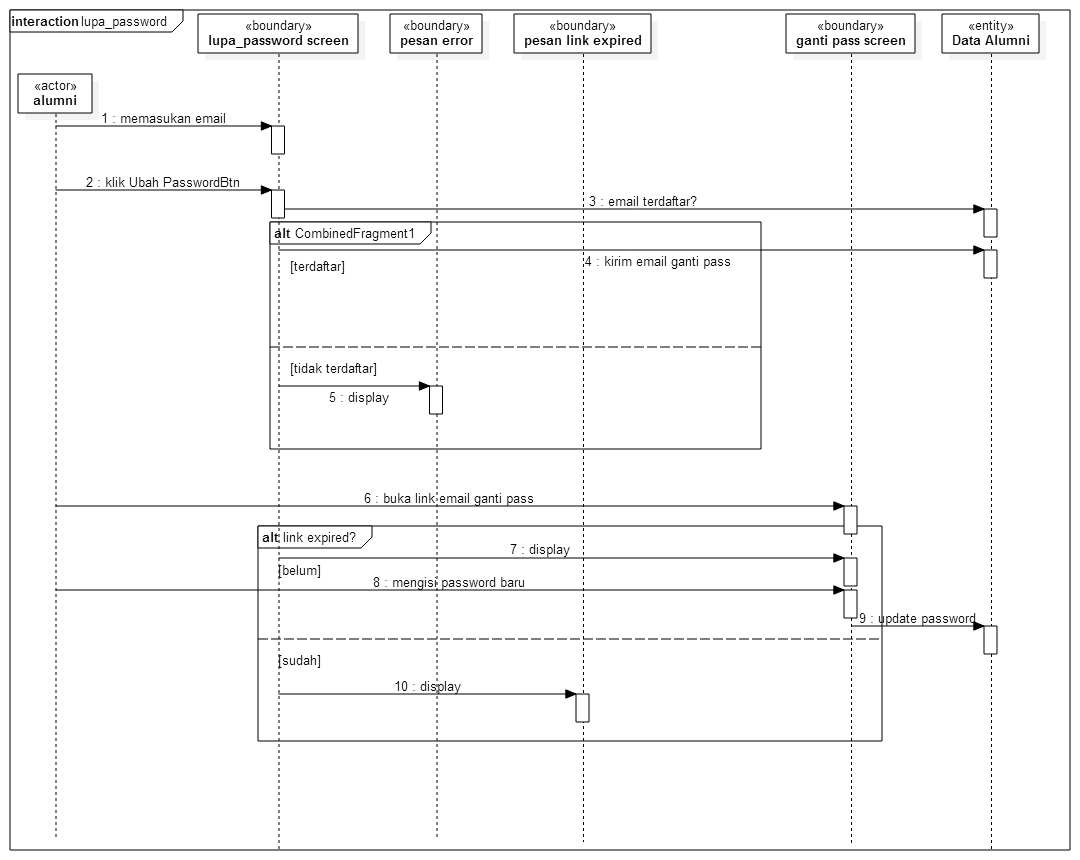 interaction lupa_password
«boundary»
lupa_password screen
«boundary»
pesan error
«boundary»
pesan link expired
«boundary»
ganti pass screen
«entity»
Data Alumni
«actor»
alumni
1 : memasukan email
2 : klik Ubah PasswordBtn
3 : email terdaftar?
alt CombinedFragment1
4 : kirim email ganti pass
[terdaftar]
[tidak terdaftar]
5 : display
6 : buka link email ganti pass
alt link expired?
7 : display
[belum]
8 : mengisi password baru
9 : update password
[sudah]
10 : display